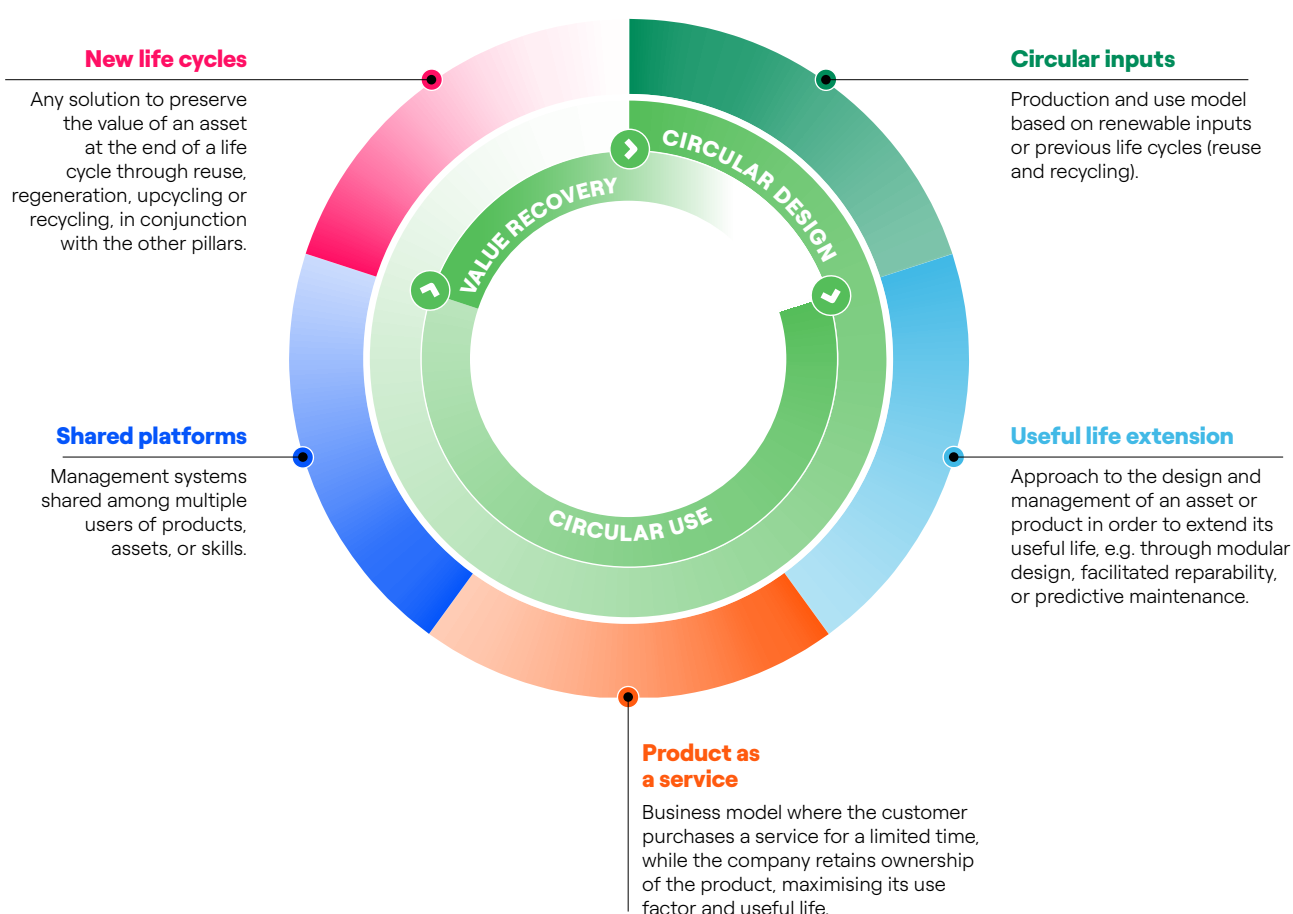 New life cycles
Any solution to preserve
the value of an asset
at the end of a life
cycle through reuse,
regeneration, upcycling or
recycling, in conjunction
with the other pillars.
Circular inputs
Production and use model
based on renewable inputs
or previous life cycles (reuse
and recycling).
CIRCULAR DESIGN
VALUE RECOVERY
CIRCULAR USE
Shared platforms
Management systems
shared among multiple
users of products,
assets, or skills.
Useful life extension
Approach to the design and
management of an asset or
product in order to extend its
useful life, e.g. through modular
design, facilitated reparability,
or predictive maintenance.
Product as
a service
Business model where the customer
purchases a service for a limited time,
while the company retains ownership
of the product, maximising its use
factor and useful life.